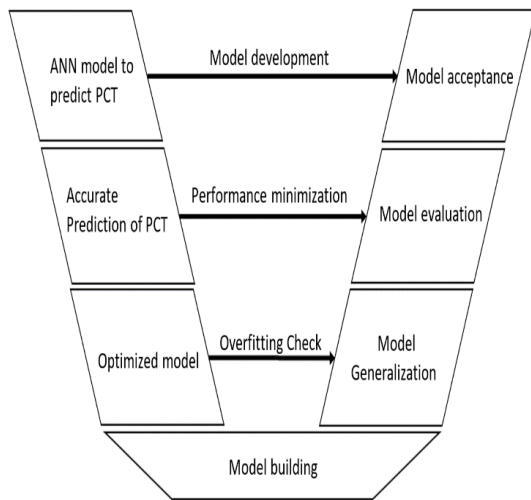 ANN model to
predict PCT
Model development
Model acceptance
Accurate
Prediction of PCT
Performance minimization
Model evaluation
Optimized model
Overfitting Check
Model
Generalization
Model building